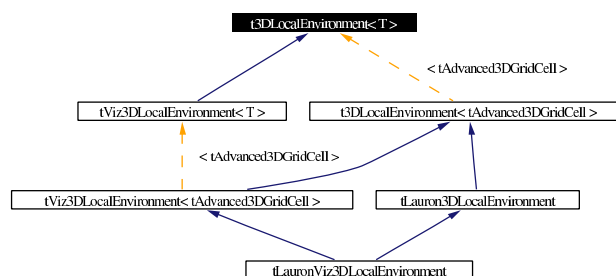 t3DLocalEnvironment< T >
< tAdvanced3DGridCell >
tViz3DLocalEnvironment< T >
t3DLocalEnvironment< tAdvanced3DGridCell >
< tAdvanced3DGridCell >
tViz3DLocalEnvironment< tAdvanced3DGridCell >
tLauron3DLocalEnvironment
tLauronViz3DLocalEnvironment